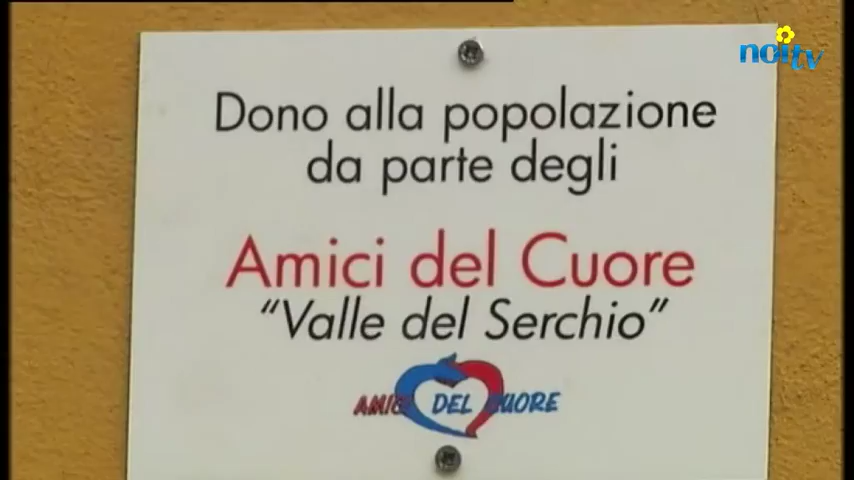 noitv
Dono alla popolazione
da parte degli
Amici del Cuore
“Valle del Serchio”
AMICI DEL CUORE